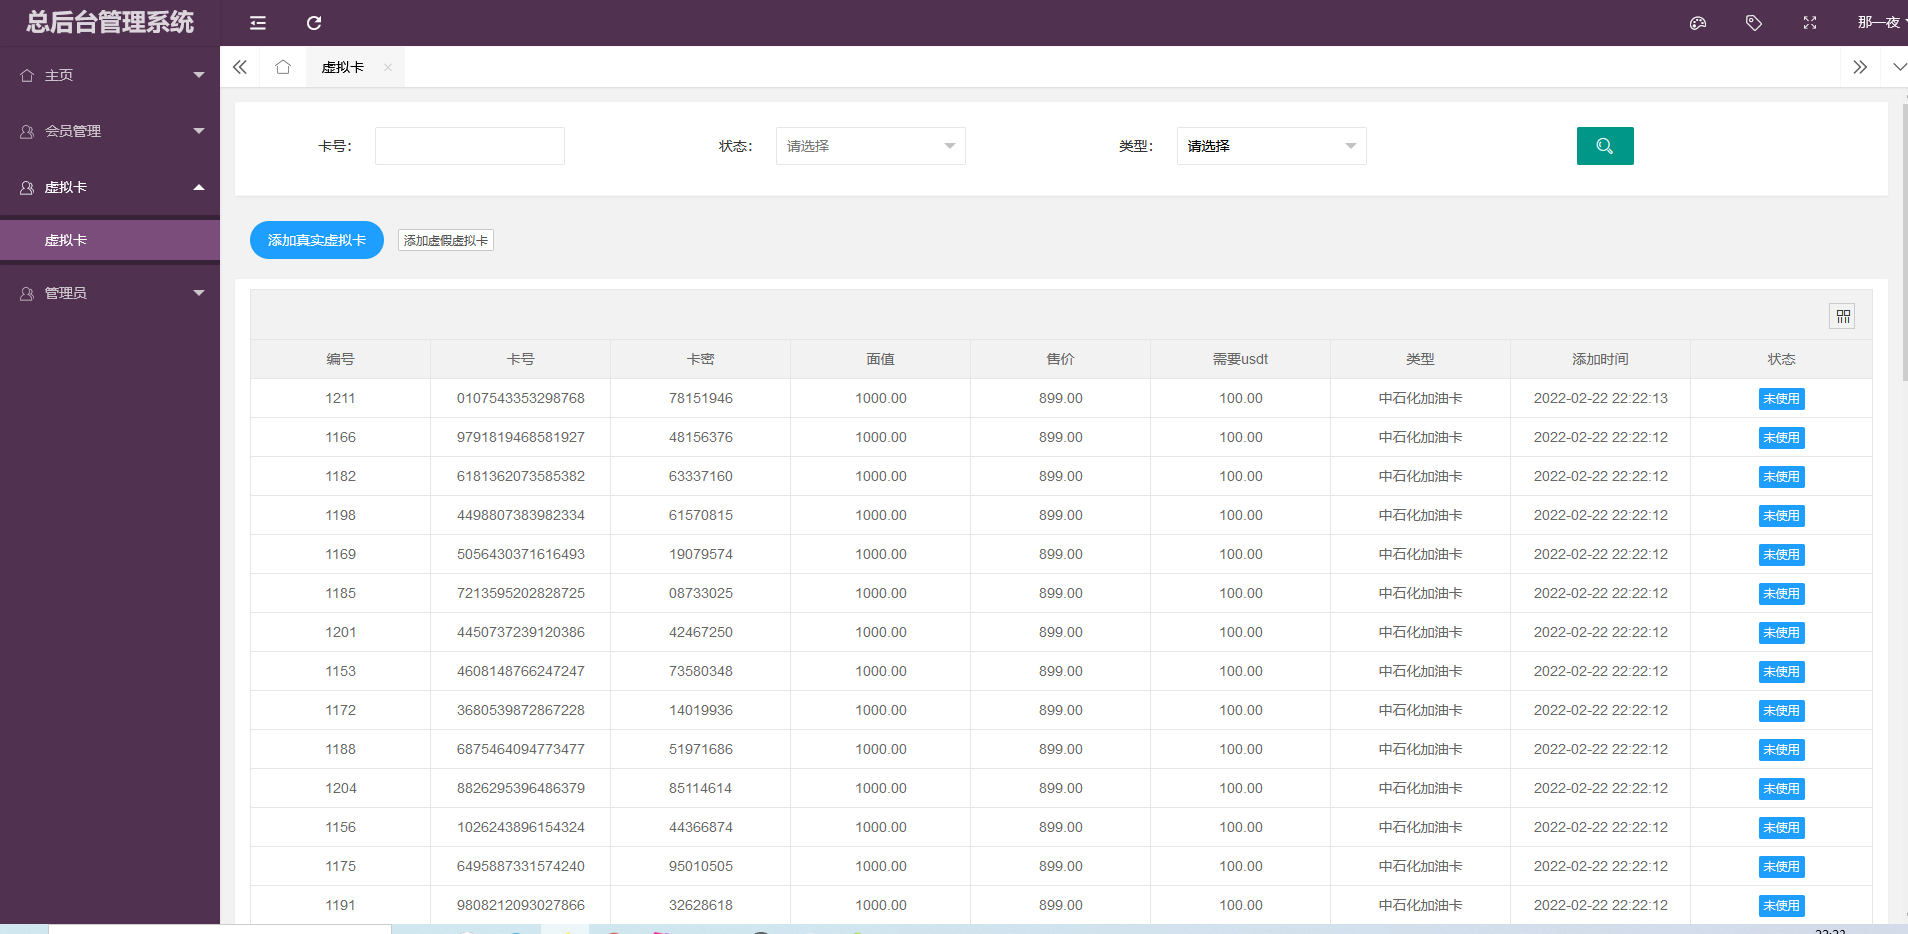 总后台管理系统
那一夜
主页
会员管理
虚拟卡
虚拟卡
管理员
虚拟卡
卡号：
状态： 请选择
类型： 请选择
添加真实虚拟卡 添加虚假虚拟卡
编号 卡号 卡密 面值 售价 需要usdt 类型 添加时间 状态
1211 0107543353298768 78151946 1000.00 899.00 100.00 中石化加油卡 2022-02-22 22:22:13 未使用
1166 9791819468581927 48156376 1000.00 899.00 100.00 中石化加油卡 2022-02-22 22:22:12 未使用
1182 6181362073585382 63337160 1000.00 899.00 100.00 中石化加油卡 2022-02-22 22:22:12 未使用
1198 4498807383982334 61570815 1000.00 899.00 100.00 中石化加油卡 2022-02-22 22:22:12 未使用
1169 5056430371616493 19079574 1000.00 899.00 100.00 中石化加油卡 2022-02-22 22:22:12 未使用
1185 7213595202828725 08733025 1000.00 899.00 100.00 中石化加油卡 2022-02-22 22:22:12 未使用
1201 4450737239120386 42467250 1000.00 899.00 100.00 中石化加油卡 2022-02-22 22:22:12 未使用
1153 4608148766247247 73580348 1000.00 899.00 100.00 中石化加油卡 2022-02-22 22:22:12 未使用
1172 3680539872867228 14019936 1000.00 899.00 100.00 中石化加油卡 2022-02-22 22:22:12 未使用
1188 6875464094773477 51971686 1000.00 899.00 100.00 中石化加油卡 2022-02-22 22:22:12 未使用
1204 8826295396486379 85114614 1000.00 899.00 100.00 中石化加油卡 2022-02-22 22:22:12 未使用
1156 1026243896154324 44366874 1000.00 899.00 100.00 中石化加油卡 2022-02-22 22:22:12 未使用
1175 6495887331574240 95010505 1000.00 899.00 100.00 中石化加油卡 2022-02-22 22:22:12 未使用
1191 9808212093027866 32628618 1000.00 899.00 100.00 中石化加油卡 2022-02-22 22:22:12 未使用